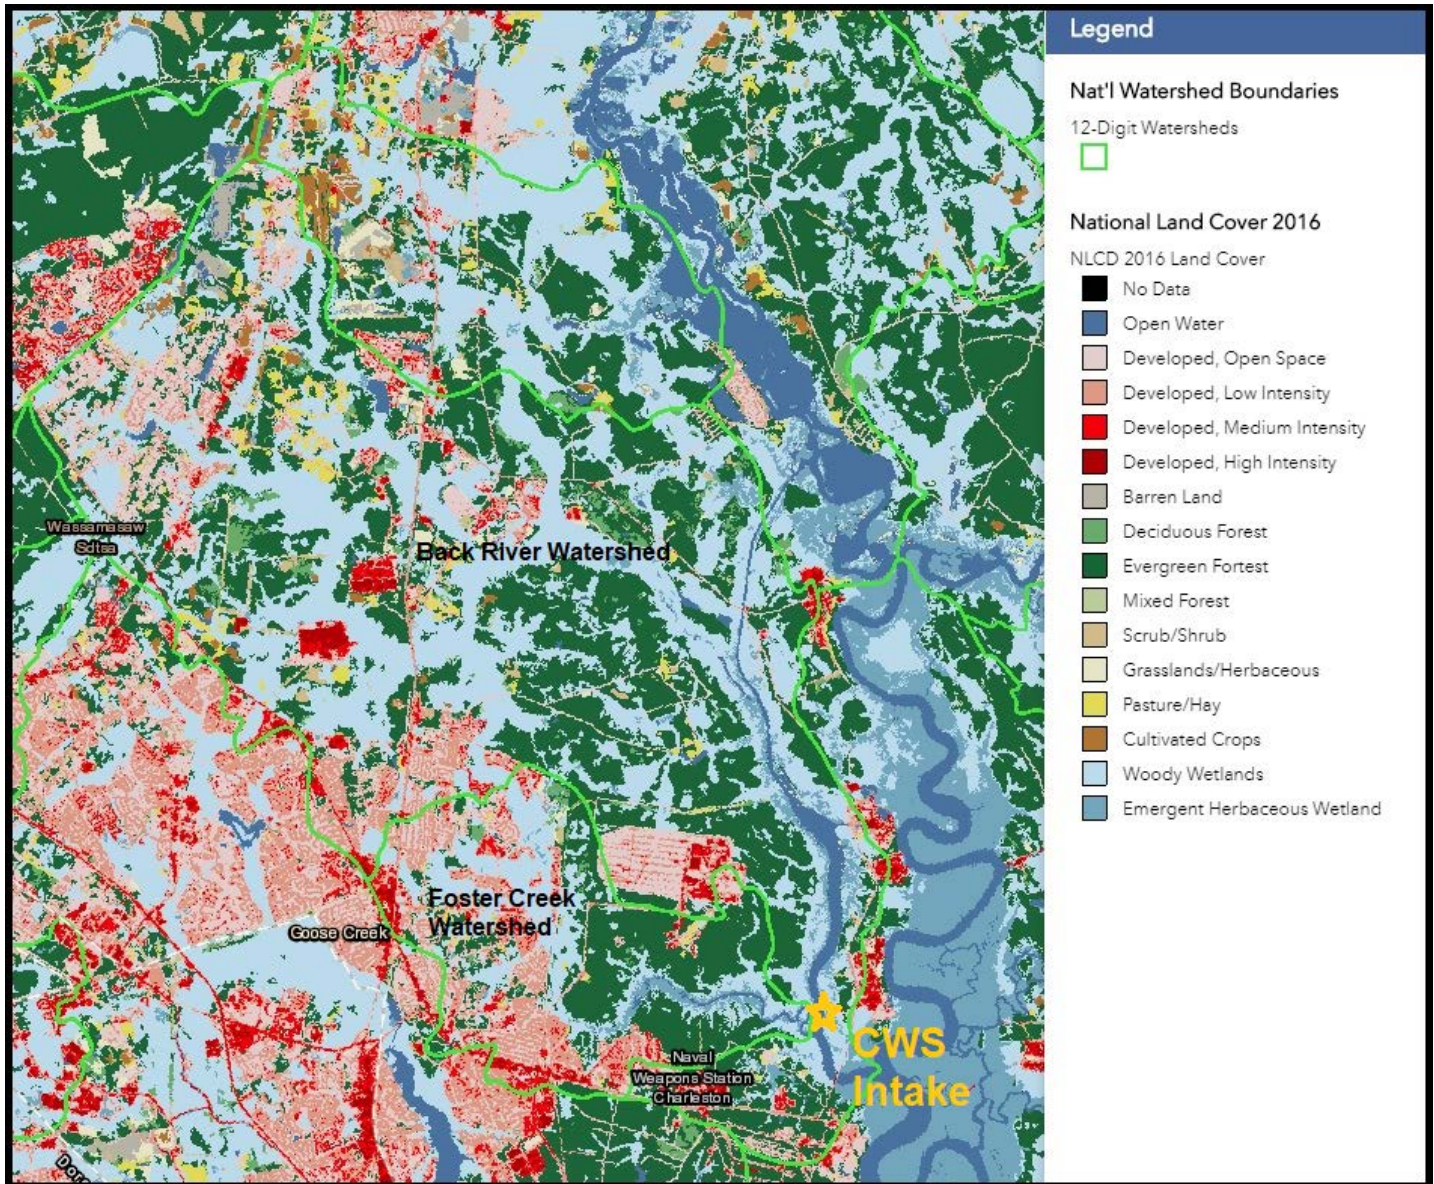 Legend
Nat'l Watershed Boundaries
12-Digit Watersheds
National Land Cover 2016
NLCD 2016 Land Cover
No Data
Open Water
Developed, Open Space
Developed, Low Intensity
Developed, Medium Intensity
Developed, High Intensity
Barren Land
Deciduous Forest
Evergreen Fortest
Mixed Forest
Scrub/Shrub
Grasslands/Herbaceous
Pasture/Hay
Cultivated Crops
Woody Wetlands
Emergent Herbaceous Wetland
Wassamasaw
Sdtsa
Back River Watershed
Foster Creek
Watershed
Goose Creek
CWS
Intake
Naval
Weapons Station
Charleston